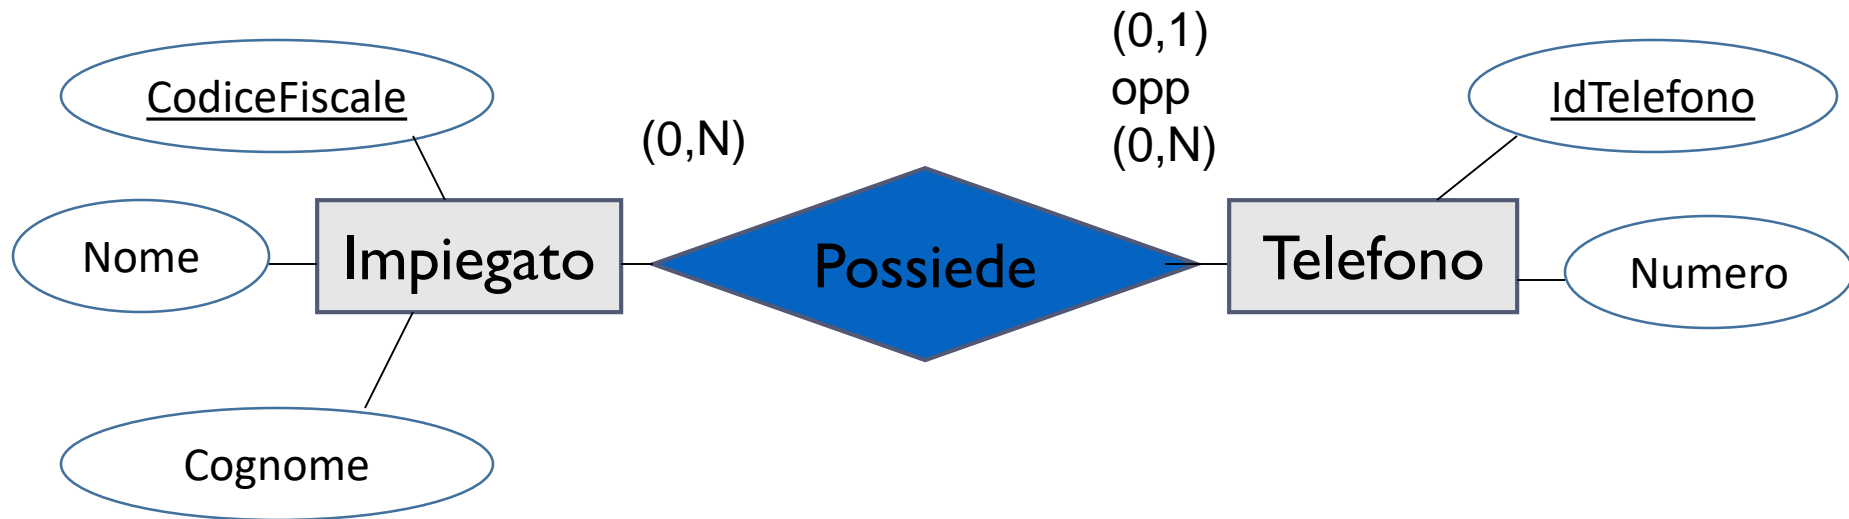 (0,1)
opp
(0,N)
CodiceFiscale
(0,N)
IdTelefono
Nome
Impiegato
Possiede
Telefono
Numero
Cognome